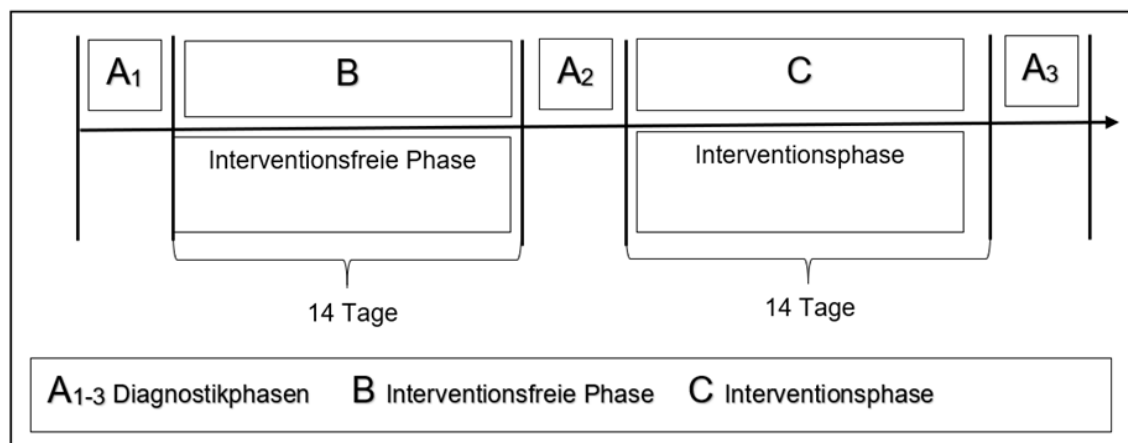 A1 B A2 C A3
Interventionsfreie Phase Interventionsphase
14 Tage 14 Tage
A1-3 Diagnostikphasen B Interventionsfreie Phase C Interventionsphase